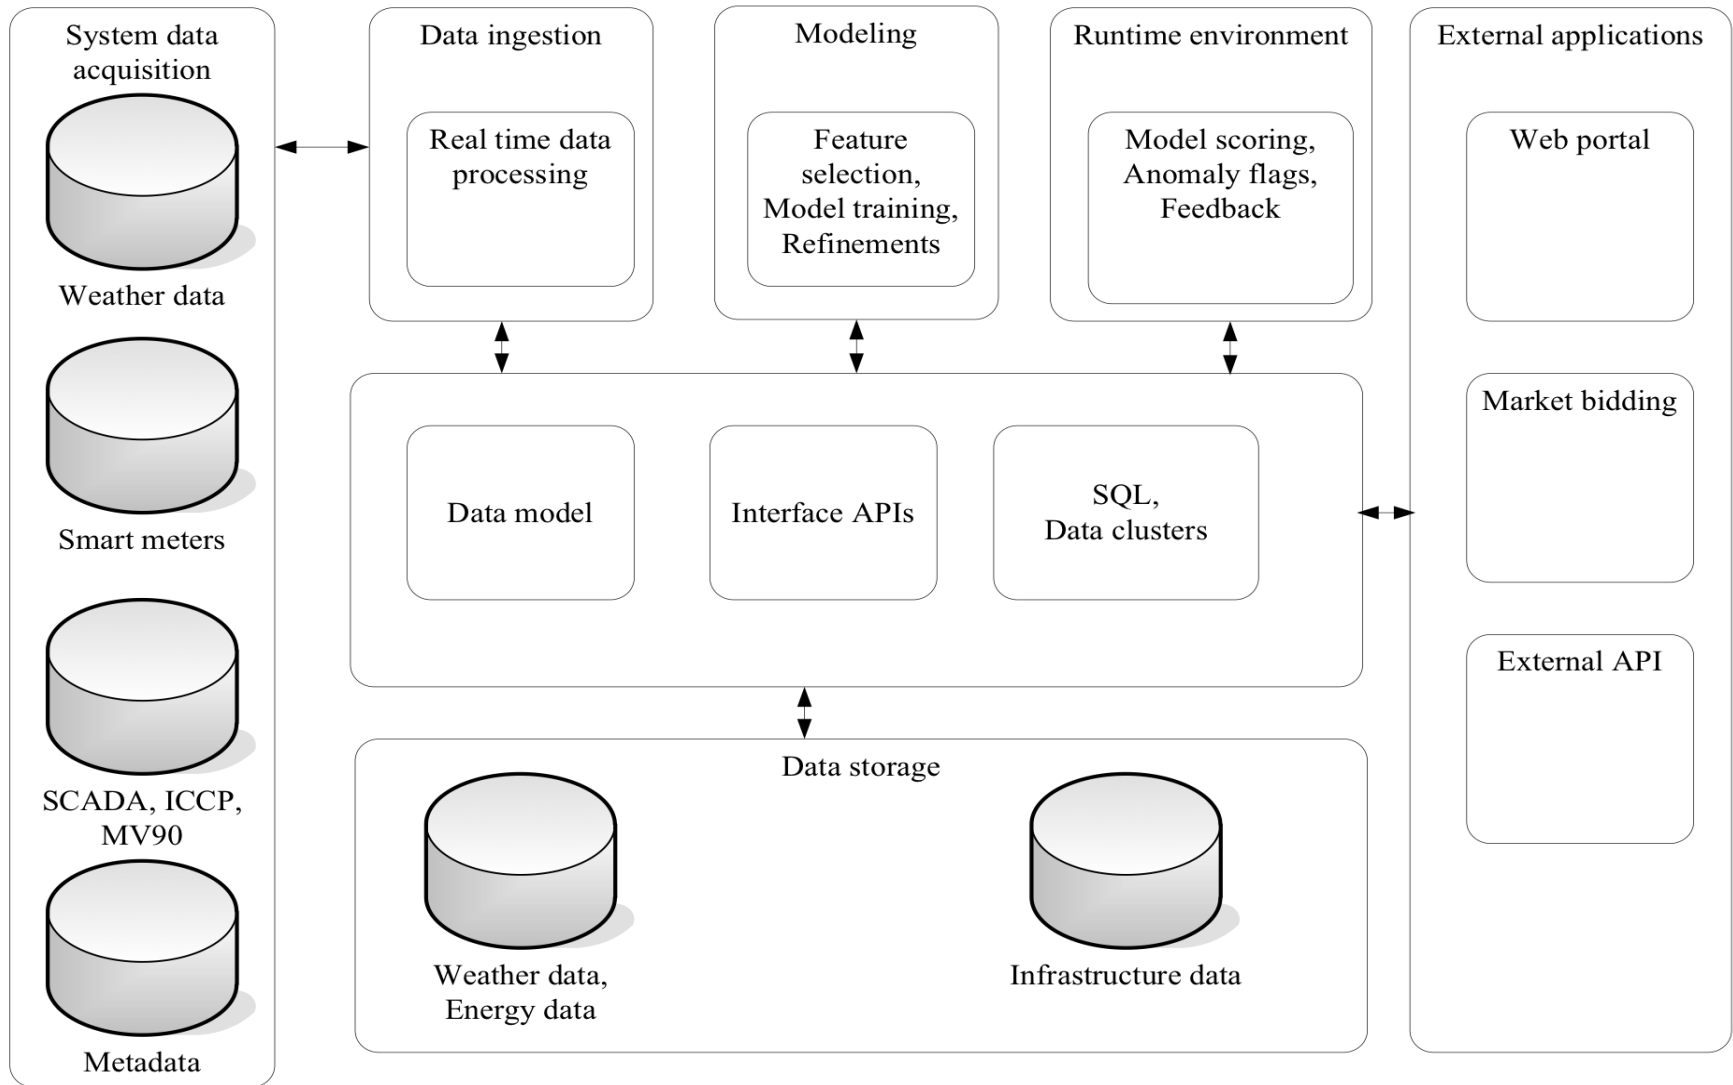 System data
acquisition
Weather data
Smart meters
SCADA, ICCP,
MV90
Metadata
Data ingestion
Real time data
processing
Modeling
Feature
selection,
Model training,
Refinements
Runtime environment
Model scoring,
Anomaly flags,
Feedback
Data model
Interface APIs
SQL,
Data clusters
Data storage
Weather data,
Energy data
Infrastructure data
External applications
Web portal
Market bidding
External API